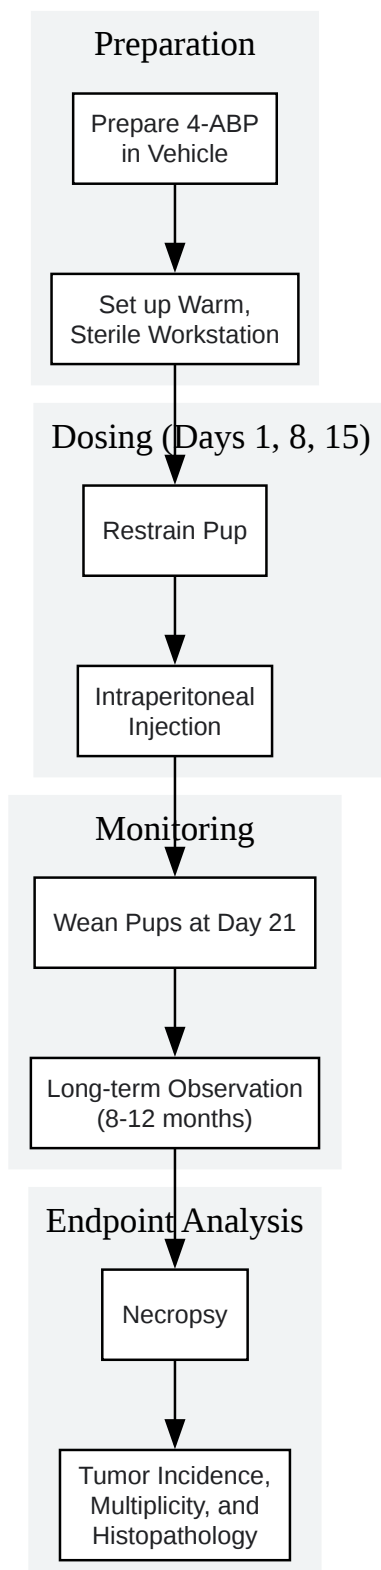 Preparation
Prepare 4-ABP
in Vehicle
Set up Warm,
Sterile Workstation
Dosing (Days 1, 8, 15)
Restrain Pup
Intraperitoneal
Injection
Monitoring
Wean Pups at Day 21
Long-term Observation
(8-12 months)
Endpoint Analysis
Necropsy
Tumor Incidence,
Multiplicity, and
Histopathology